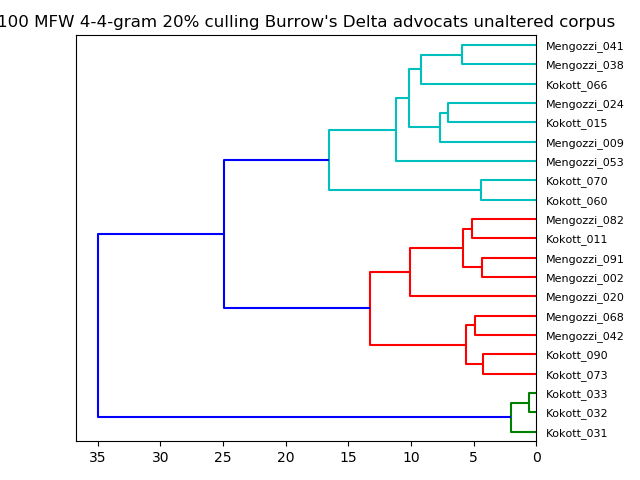 100 MFW 4-4-gram 20% culling Burrow's Delta advocats unaltered corpus
Mengozzi_041
Mengozzi_038
Kokott_066
Mengozzi_024
Kokott_015
Mengozzi_009
Mengozzi_053
Kokott_070
Kokott_060
Mengozzi_082
Kokott_011
Mengozzi_091
Mengozzi_002
Mengozzi_020
Mengozzi_068
Mengozzi_042
Kokott_090
Kokott_073
Kokott_033
Kokott_032
Kokott_031
35 30 25 20 15 10 5 0